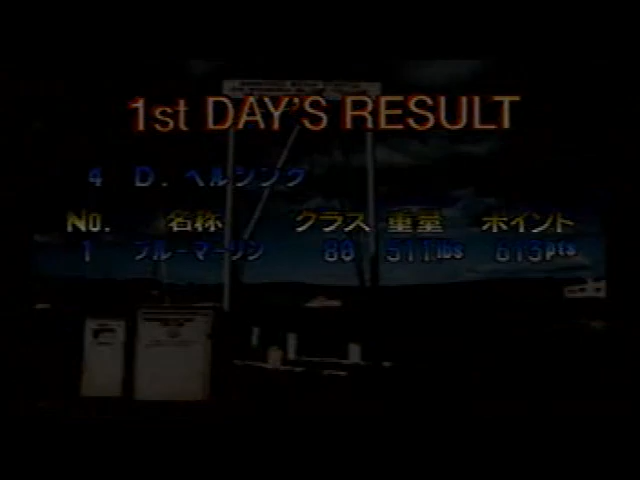 1st DAY'S RESULT
4 D. ヘルシング
No. 名称 クラス 重量 ポイント
1 ブルーマーリン 80 511lbs 613pts